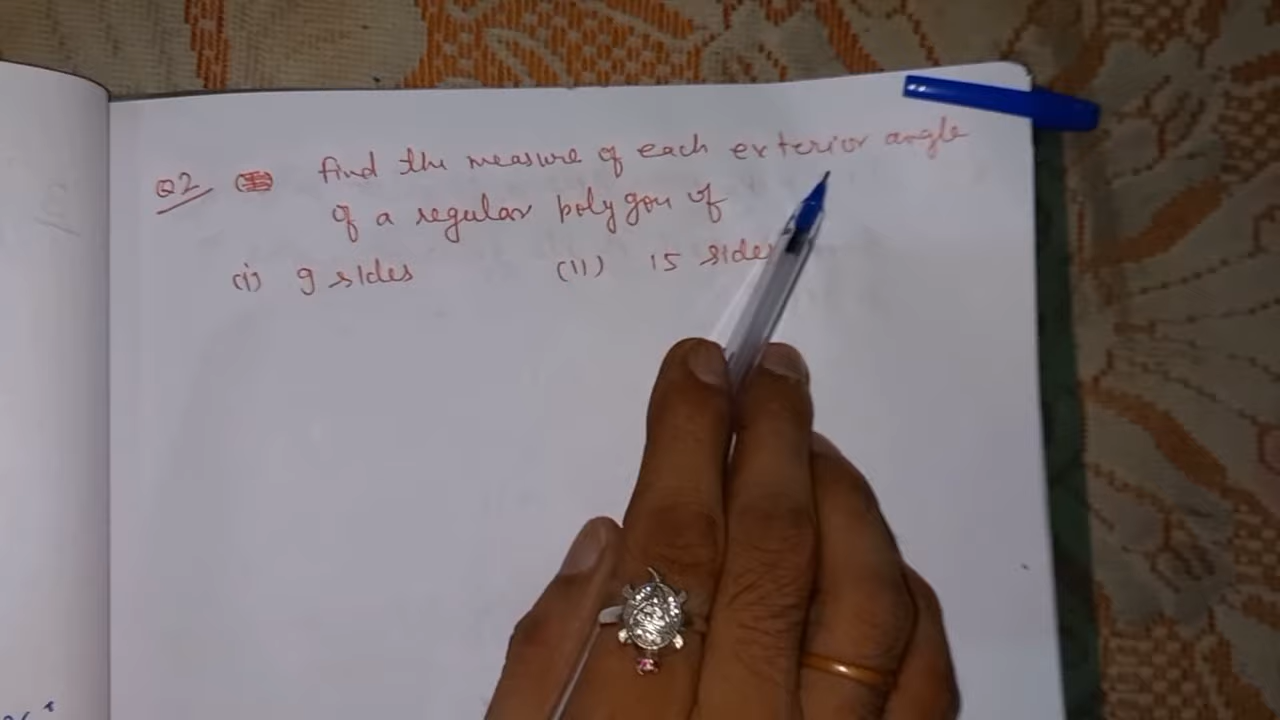 Q2 find the measure of each exterior angle
of a regular polygon of
(i) 9 sides (ii) 15 sides